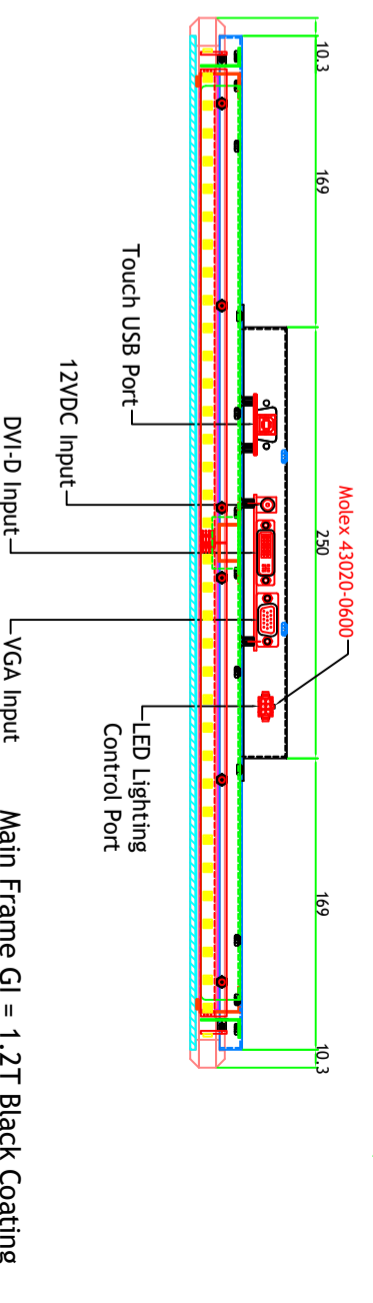 10.3
169
250
169
10.3
Molex 43020-0600
Touch USB Port
12VDC Input
DVI-D Input
VGA Input
LED Lighting
Control Port
Main Frame GI = 1.2T Black Coating